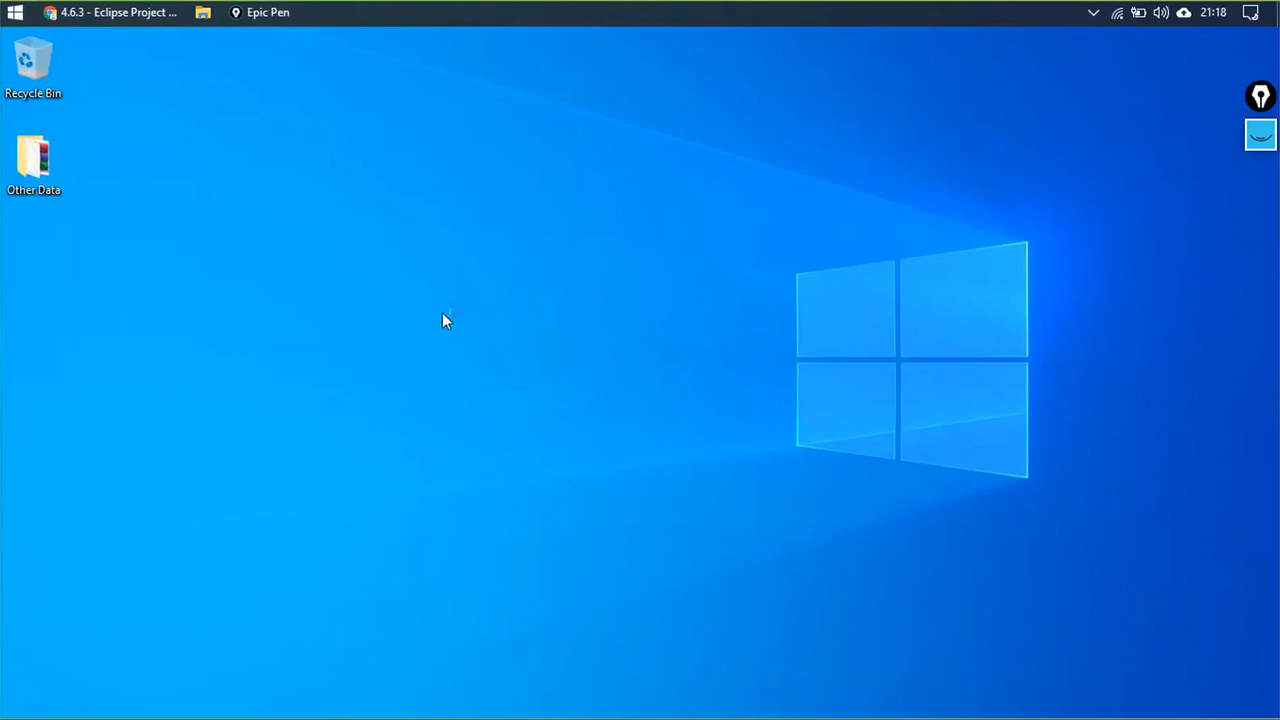 4.6.3 - Eclipse Project ...
Epic Pen
21:18
Recycle Bin
Other Data